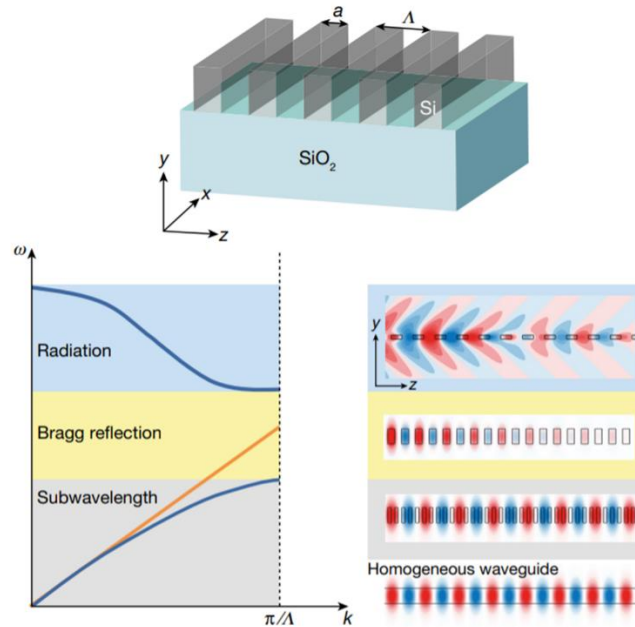 a
Λ
Si
SiO₂
y
x
z
ω
Radiation
Bragg reflection
Subwavelength
π/Λ
k
y
z
Homogeneous waveguide